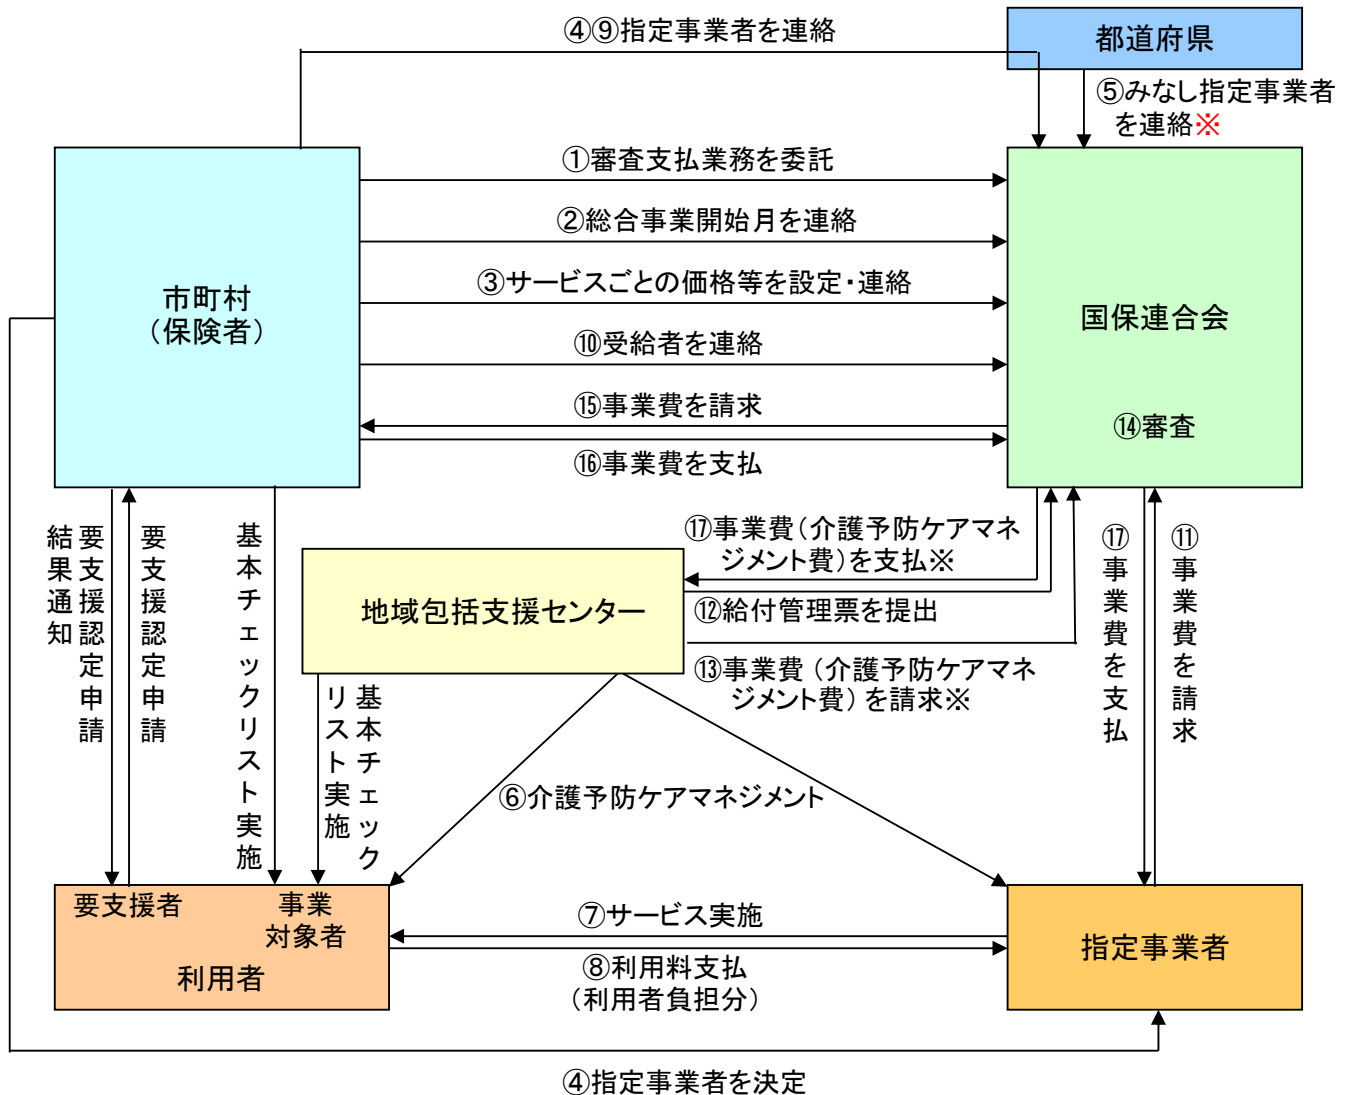 ④⑨指定事業者を連絡
都道府県
⑤みなし指定事業者
を連絡※
①審査支払業務を委託
②総合事業開始月を連絡
③サービスごとの価格等を設定・連絡
市町村
（保険者）
国保連合会
⑩受給者を連絡
⑮事業費を請求
⑭審査
⑯事業費を支払
要支援認定申請
結果通知
要支援認定申請
基本チェックリスト実施
⑰事業費（介護予防ケアマネ
ジメント費）を支払※
地域包括支援センター
⑫給付管理票を提出
⑬事業費（介護予防ケアマネ
ジメント費）を請求※
⑰事業費を支払
⑪事業費を請求
基本チェック
リスト実施
⑥介護予防ケアマネジメント
要支援者
事業
対象者
利用者
⑦サービス実施
⑧利用料支払
（利用者負担分）
指定事業者
④指定事業者を決定